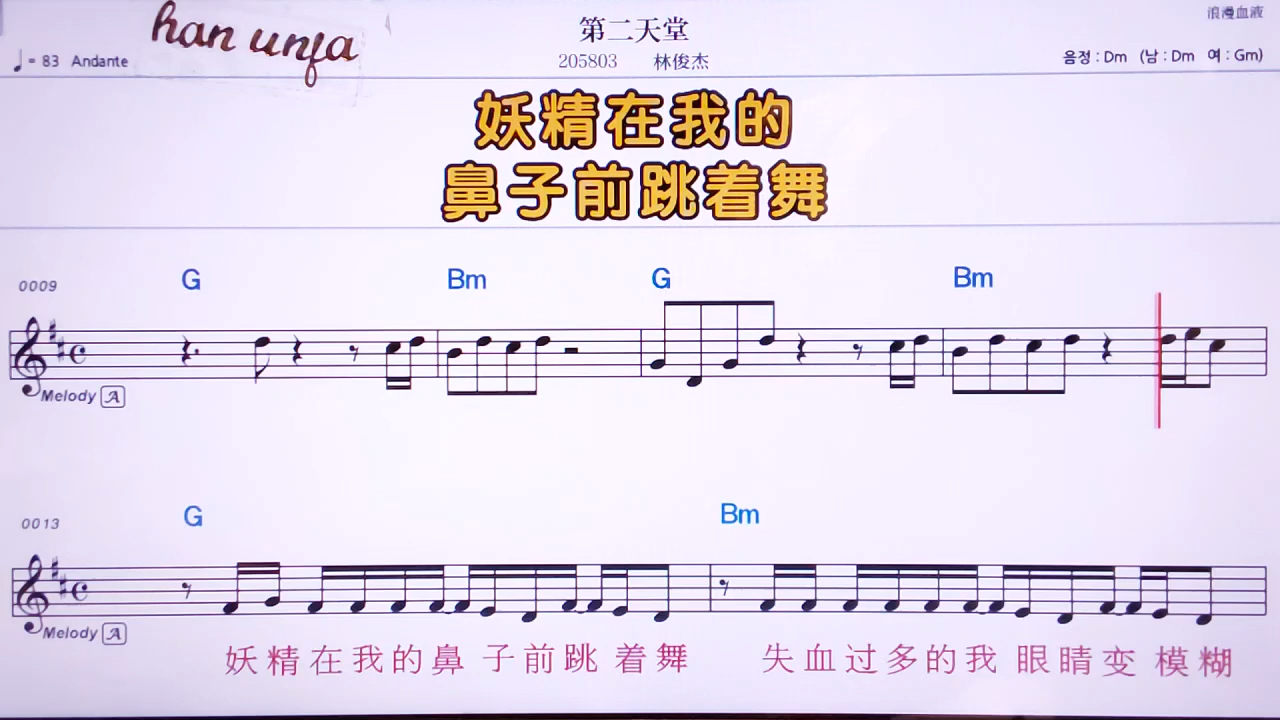 han unfa
第二天堂
浪漫血液
♩= 83 Andante
205803 林俊杰
음정 : Dm (남 : Dm 여 : Gm)
妖精在我的
鼻子前跳着舞
0009 G Bm G Bm
Melody A
0013 G Bm
Melody A
妖精在我的鼻子前跳着舞 失血过多的我眼睛变模糊